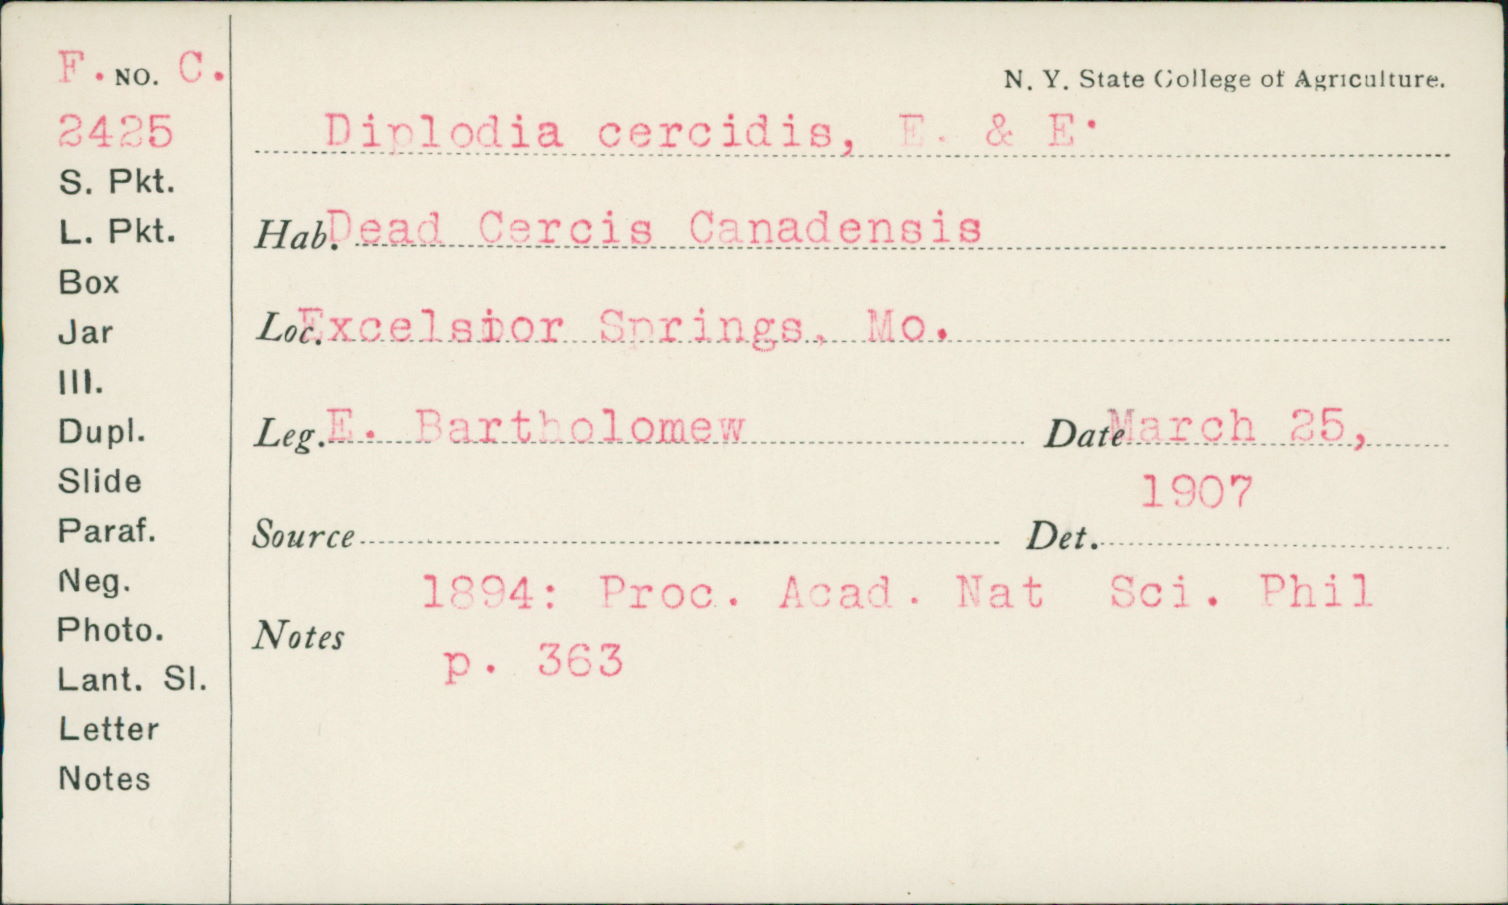 F. NO. C.
2425
S. Pkt.
L. Pkt.
Box
Jar
Ill.
Dupl.
Slide
Paraf.
Neg.
Photo.
Lant. Sl.
Letter
Notes
N. Y. State College of Agriculture.
Diplodia cercidis, E. & E.
Hab. Dead Cercis Canadensis
Loc. Excelsior Springs, Mo.
Leg. E. Bartholomew Date March 25,
1907
Source Det.
1894: Proc. Acad. Nat Sci. Phil
Notes
p. 363